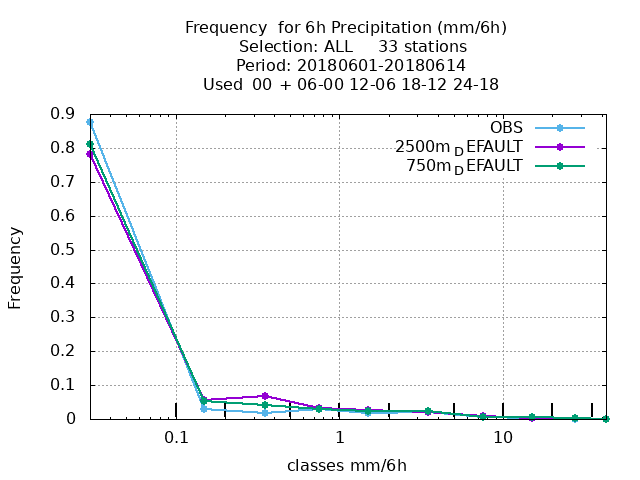 Frequency  for 6h Precipitation (mm/6h)
Selection: ALL     33 stations
Period: 20180601-20180614
Used  00  + 06-00 12-06 18-12 24-18
OBS
2500m_DEFAULT
750m_DEFAULT
0.9
0.8
0.7
0.6
0.5
0.4
0.3
0.2
0.1
0
Frequency
0.1 1 10
classes mm/6h